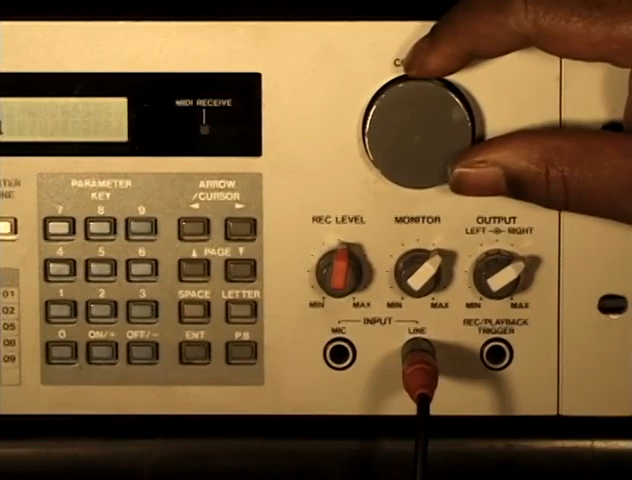 MIDI RECEIVE
PARAMETER
KEY
ARROW
/CURSOR
7 8 9
4 5 6
PAGE
1 2 3
SPACE LETTER
0 ON/+ OFF/− ENT P.B
01
02
05
08
09
REC LEVEL
MONITOR
OUTPUT
LEFT RIGHT
MIN MAX
MIN MAX
MIN MAX
INPUT
MIC LINE
REC/PLAYBACK
TRIGGER